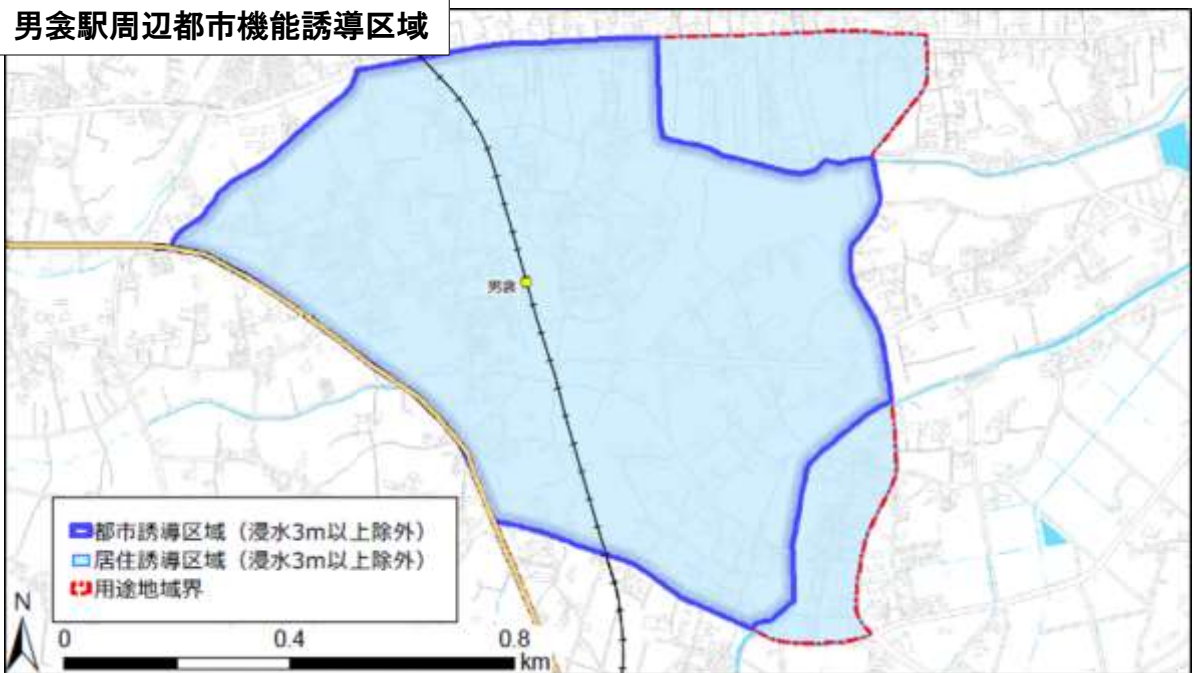 男衾駅周辺都市機能誘導区域
男衾
都市誘導区域（浸水3m以上除外）
居住誘導区域（浸水3m以上除外）
用途地域界
N
0 0.4 0.8
km